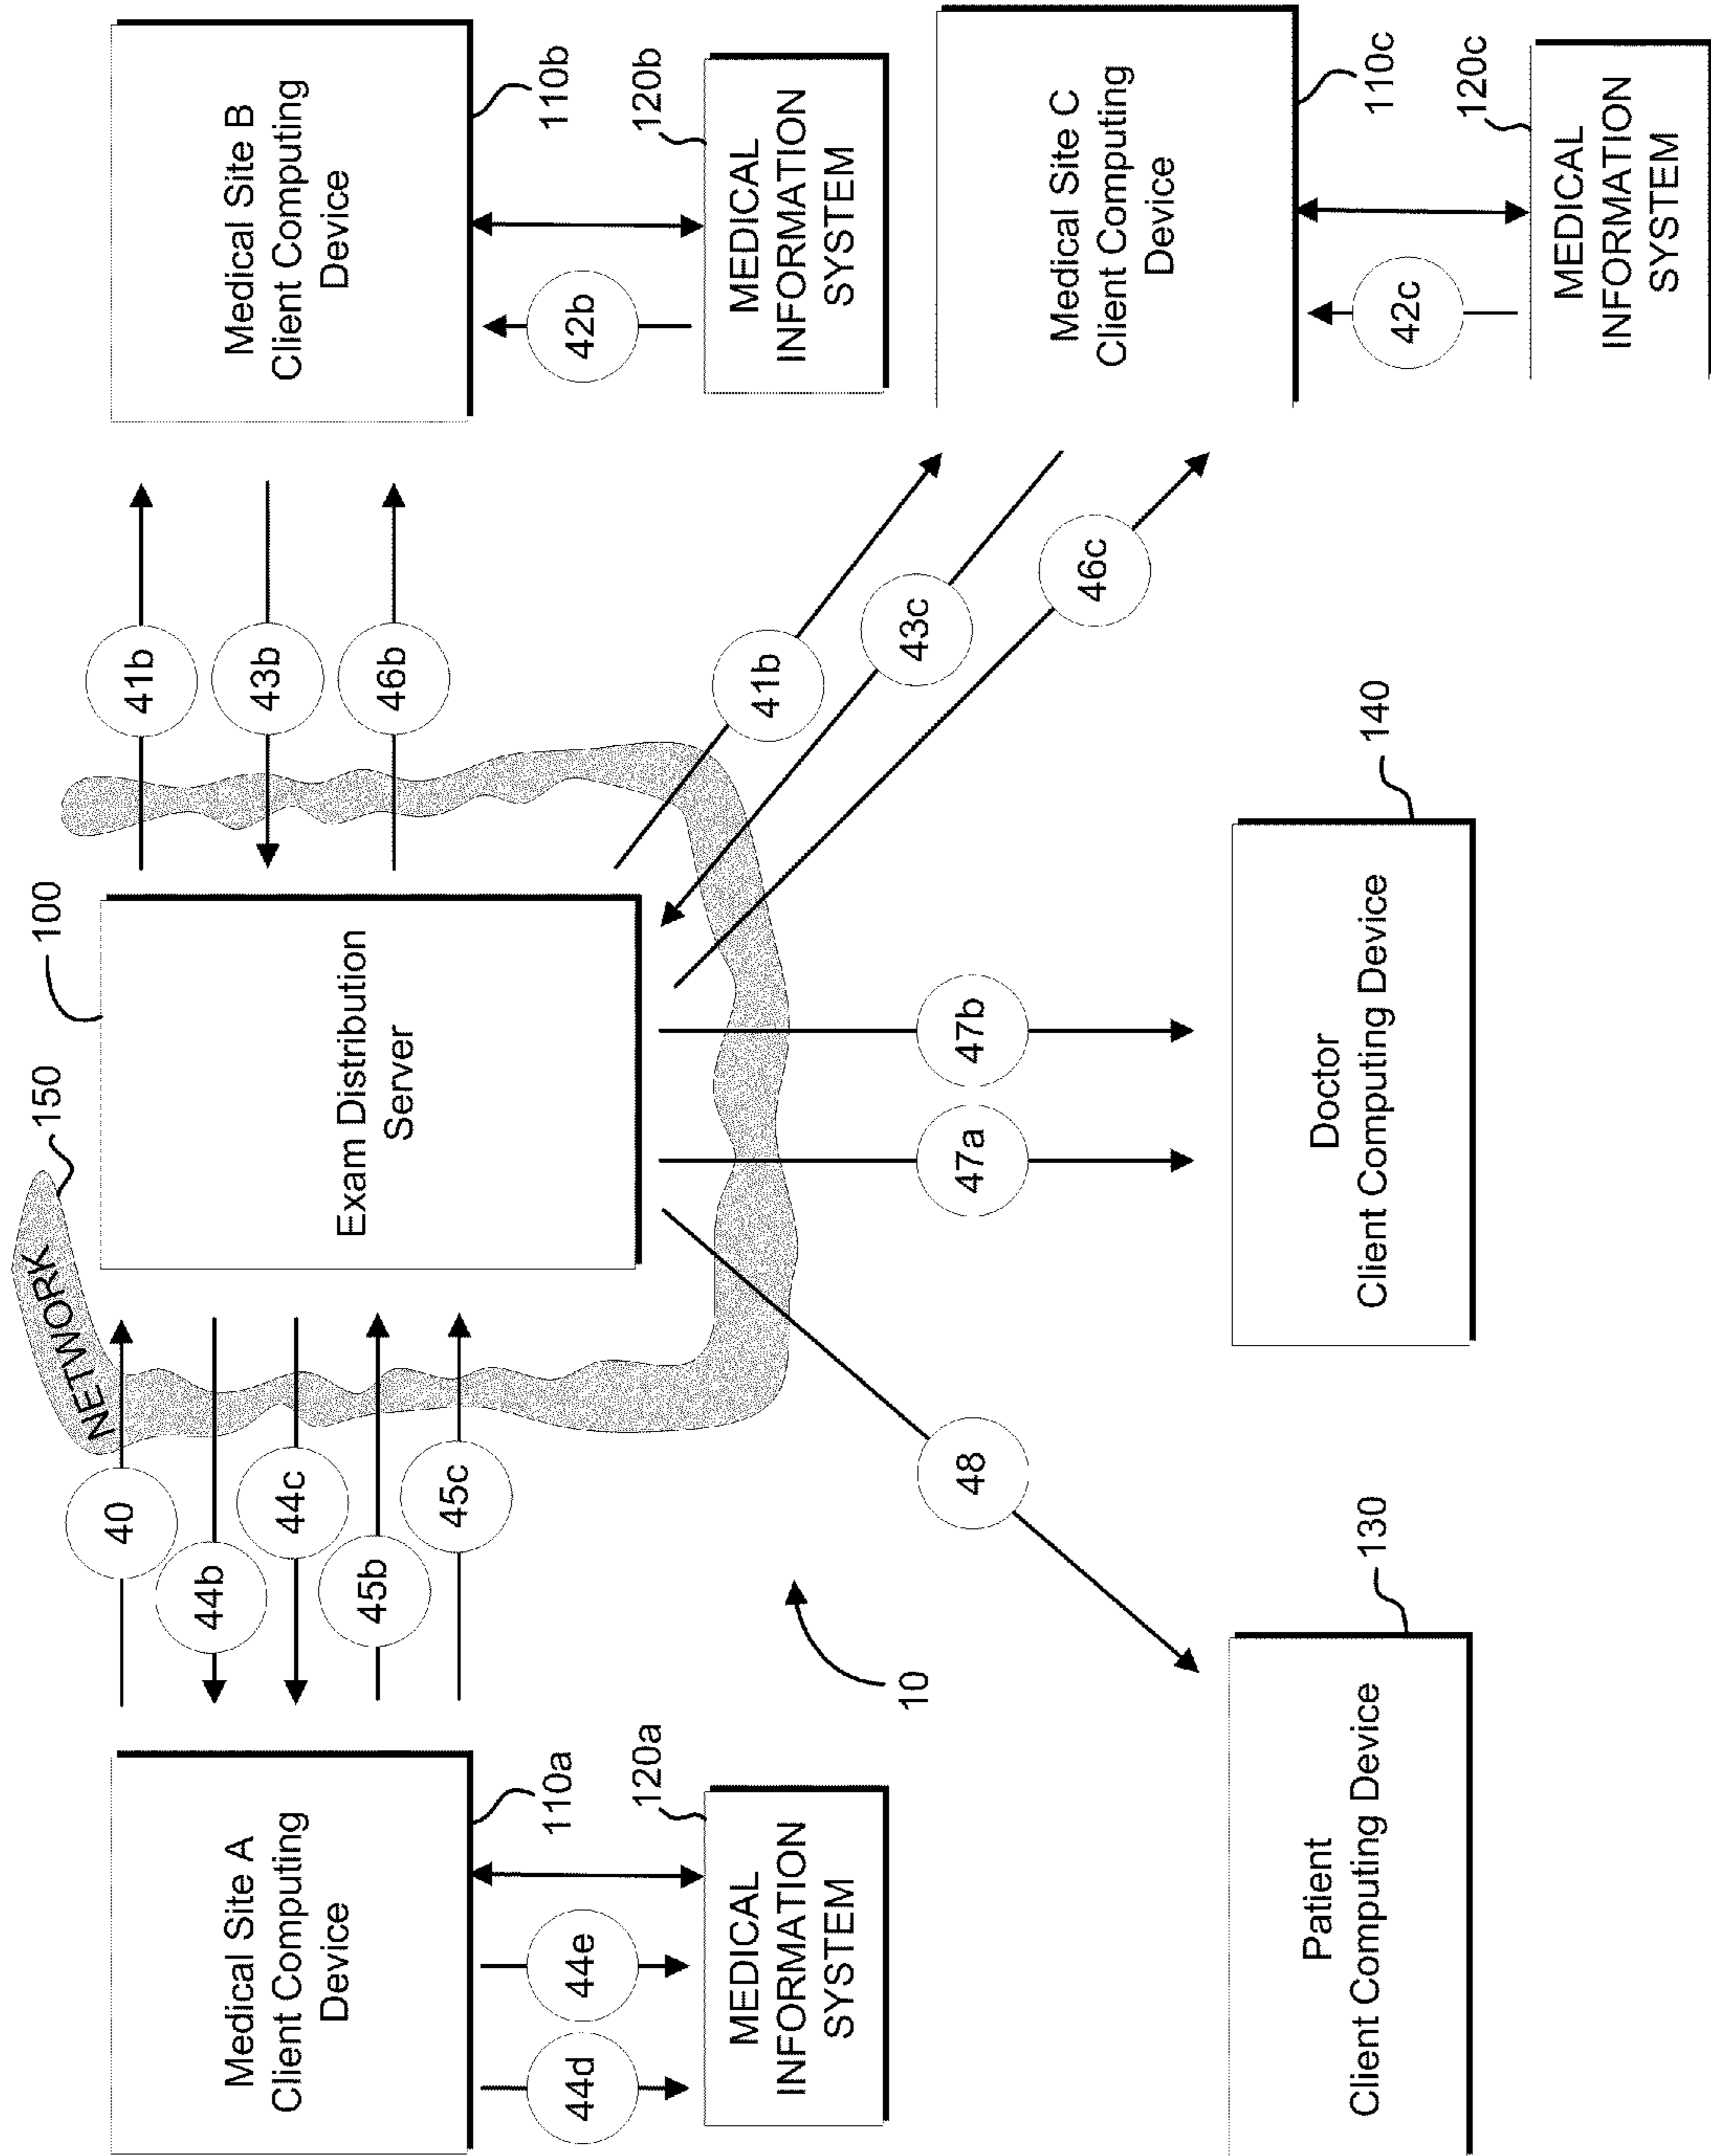 150
100
NETWORK
Medical Site A
Client Computing
Device
110a
40
44b
44c
45b
45c
Exam Distribution
Server
41b
43b
46b
Medical Site B
Client Computing
Device
110b
44d
44e
120a
MEDICAL
INFORMATION
SYSTEM
42b
120b
MEDICAL
INFORMATION
SYSTEM
10
41b
43c
46c
48
47a
47b
Medical Site C
Client Computing
Device
110c
130
Patient
Client Computing Device
140
Doctor
Client Computing Device
42c
120c
MEDICAL
INFORMATION
SYSTEM